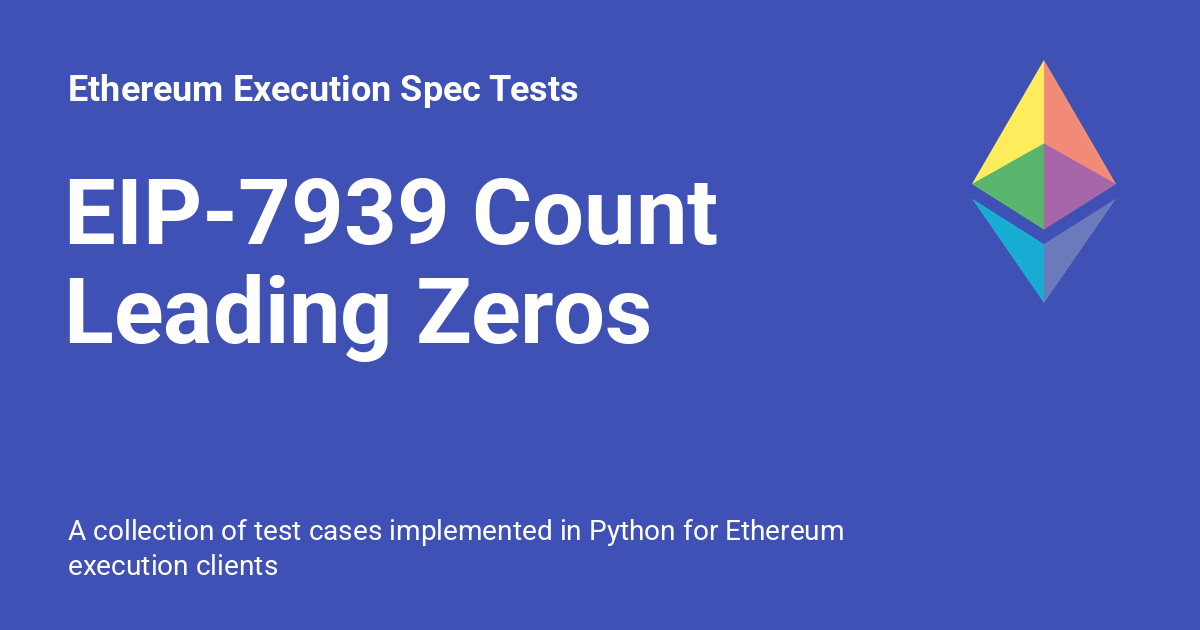 Ethereum Execution Spec Tests
EIP-7939 Count
Leading Zeros
A collection of test cases implemented in Python for Ethereum
execution clients